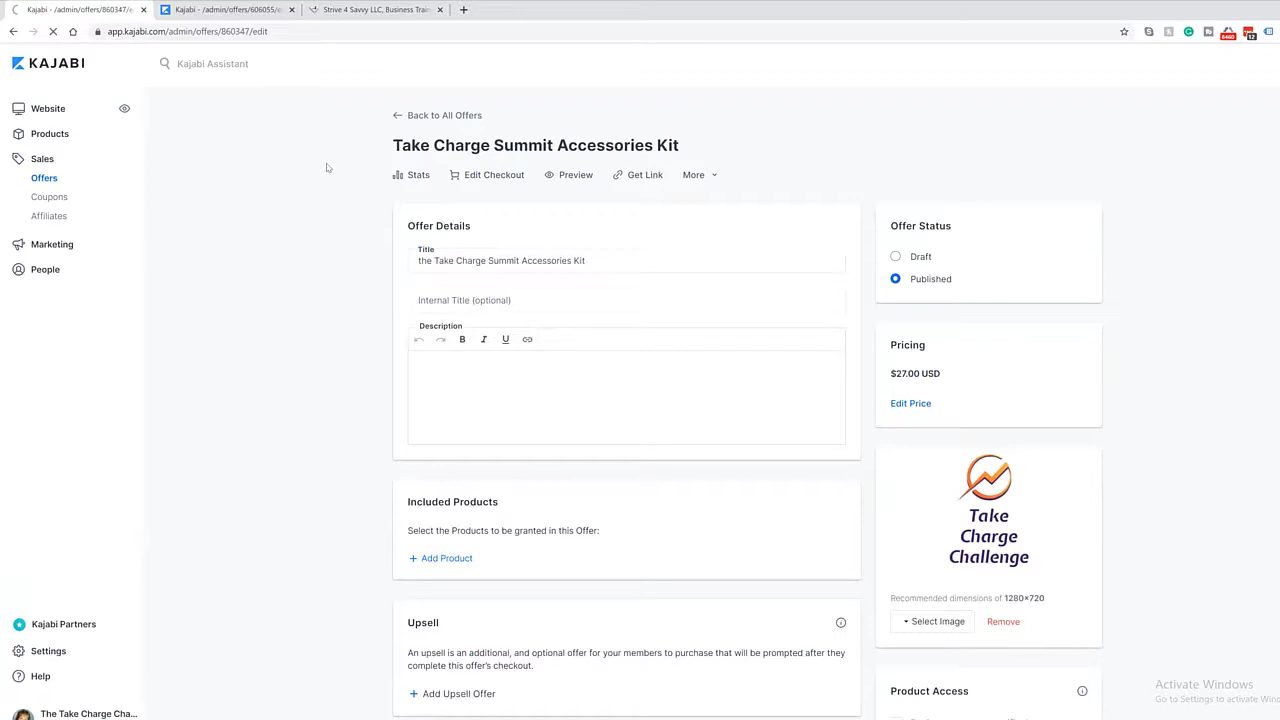 Kajabi - /admin/offers/860347/e
Kajabi - /admin/offers/606055/e
Strive 4 Savvy LLC, Business Train
app.kajabi.com/admin/offers/860347/edit
8460
12
KAJABI
Kajabi Assistant
Website
Products
Sales
Offers
Coupons
Affiliates
Marketing
People
Kajabi Partners
Settings
Help
The Take Charge Cha...
Back to All Offers
Take Charge Summit Accessories Kit
Stats
Edit Checkout
Preview
Get Link
More
Offer Details
Title
the Take Charge Summit Accessories Kit
Internal Title (optional)
Description
B I U
Included Products
Select the Products to be granted in this Offer:
+ Add Product
Upsell
An upsell is an additional, and optional offer for your members to purchase that will be prompted after they
complete this offer's checkout.
+ Add Upsell Offer
Offer Status
Draft
Published
Pricing
$27.00 USD
Edit Price
Take
Charge
Challenge
Recommended dimensions of 1280×720
Select Image
Remove
Product Access
Activate Windows
Go to Settings to activate Wind